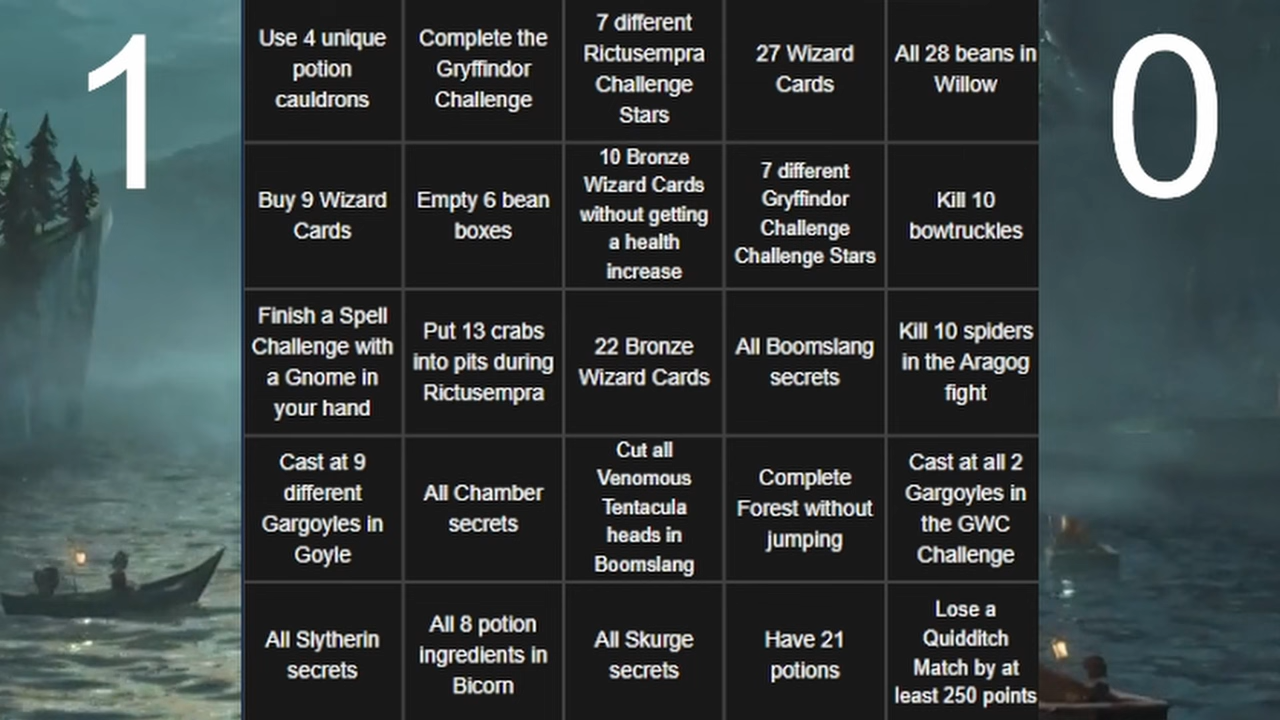 1
Use 4 unique
potion
cauldrons
Complete the
Gryffindor
Challenge
7 different
Rictusempra
Challenge
Stars
27 Wizard
Cards
All 28 beans in
Willow
0
Buy 9 Wizard
Cards
Empty 6 bean
boxes
10 Bronze
Wizard Cards
without getting
a health
increase
7 different
Gryffindor
Challenge
Challenge Stars
Kill 10
bowtruckles
Finish a Spell
Challenge with
a Gnome in
your hand
Put 13 crabs
into pits during
Rictusempra
22 Bronze
Wizard Cards
All Boomslang
secrets
Kill 10 spiders
in the Aragog
fight
Cast at 9
different
Gargoyles in
Goyle
All Chamber
secrets
Cut all
Venomous
Tentacula
heads in
Boomslang
Complete
Forest without
jumping
Cast at all 2
Gargoyles in
the GWC
Challenge
All Slytherin
secrets
All 8 potion
ingredients in
Bicorn
All Skurge
secrets
Have 21
potions
Lose a
Quidditch
Match by at
least 250 points